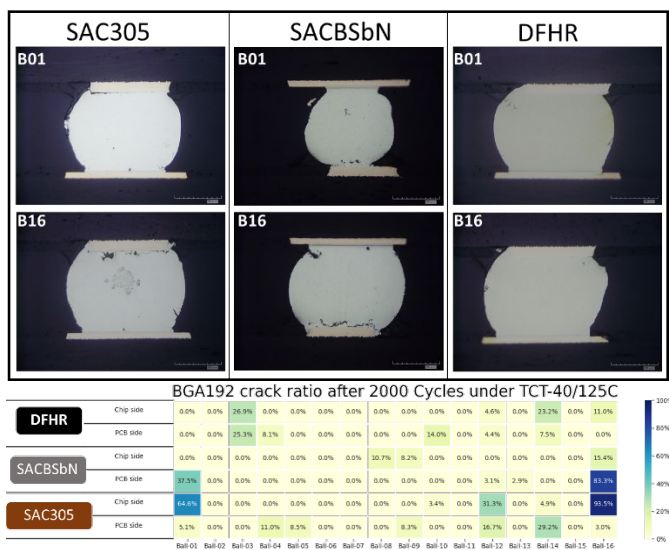 SAC305 SACBSbN DFHR
B01 B01 B01
B16 B16 B16
BGA192 crack ratio after 2000 Cycles under TCT-40/125C
DFHR Chip side 0.0% 0.0% 26.9% 0.0% 0.0% 0.0% 0.0% 0.0% 0.0% 0.0% 0.0% 4.6% 0.0% 23.2% 0.0% 11.0% 100%
PCB side 0.0% 0.0% 25.3% 8.1% 0.0% 0.0% 0.0% 0.0% 0.0% 14.0% 0.0% 4.4% 0.0% 7.5% 0.0% 0.0% 80%
SACBSbN Chip side 0.0% 0.0% 0.0% 0.0% 0.0% 0.0% 0.0% 10.7% 8.2% 0.0% 0.0% 0.0% 0.0% 0.0% 0.0% 15.4% 60%
PCB side 37.5% 0.0% 0.0% 0.0% 0.0% 0.0% 0.0% 0.0% 0.0% 0.0% 0.0% 3.1% 2.9% 0.0% 0.0% 83.3% 40%
SAC305 Chip side 64.6% 0.0% 0.0% 0.0% 0.0% 0.0% 0.0% 0.0% 0.0% 3.4% 0.0% 31.3% 0.0% 4.9% 0.0% 93.5% 20%
PCB side 5.1% 0.0% 0.0% 11.0% 8.5% 0.0% 0.0% 0.0% 8.3% 0.0% 0.0% 16.7% 0.0% 29.2% 0.0% 3.0% 0%
Ball-01 Ball-02 Ball-03 Ball-04 Ball-05 Ball-06 Ball-07 Ball-08 Ball-09 Ball-10 Ball-11 Ball-12 Ball-13 Ball-14 Ball-15 Ball-16